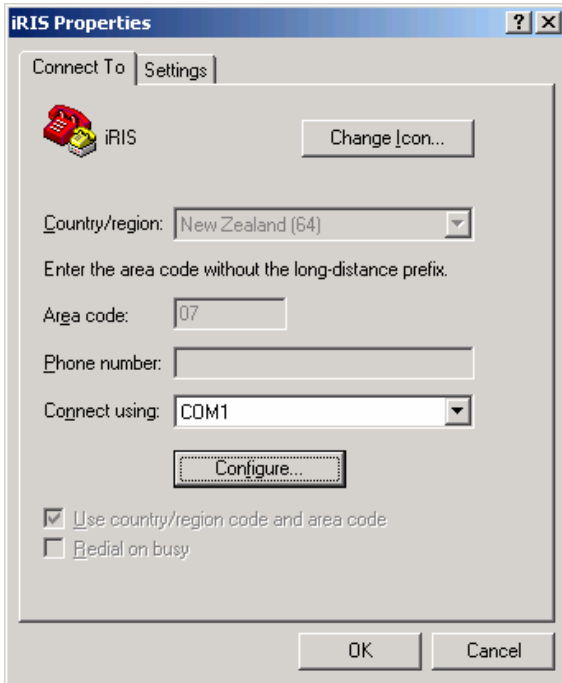 iRIS Properties
Connect To Settings
iRIS Change Icon...
Country/region: New Zealand (64)
Enter the area code without the long-distance prefix.
Area code: 07
Phone number:
Connect using: COM1
Configure...
Use country/region code and area code
Redial on busy
OK Cancel